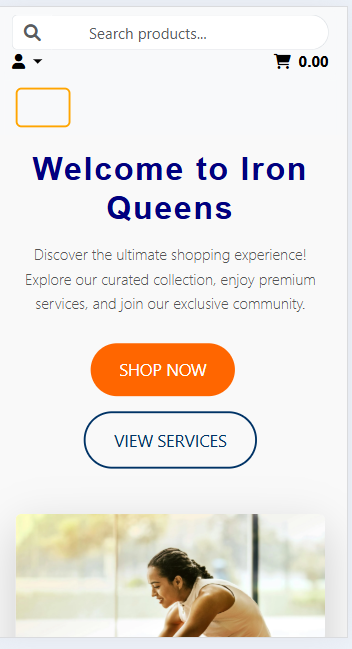 Search products...
0.00
Welcome to Iron
Queens
Discover the ultimate shopping experience!
Explore our curated collection, enjoy premium
services, and join our exclusive community.
SHOP NOW
VIEW SERVICES